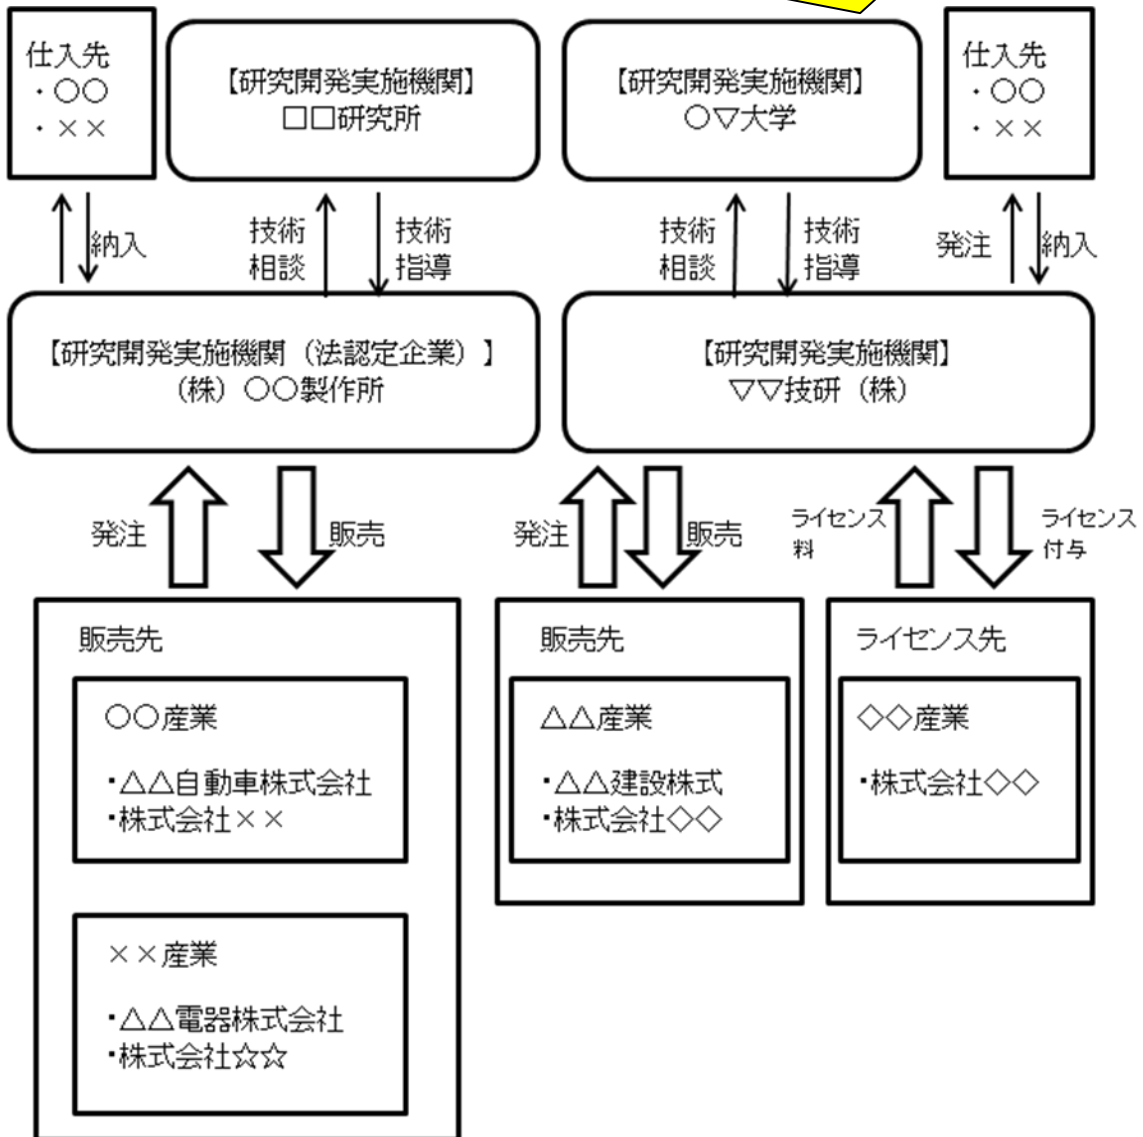 仕入先
・〇〇
・××
【研究開発実施機関】
□□研究所
【研究開発実施機関】
〇▽大学
仕入先
・〇〇
・××
納入
技術
相談
技術
指導
技術
相談
技術
指導
発注
納入
【研究開発実施機関（法認定企業）】
（株）〇〇製作所
【研究開発実施機関】
▽▽技研（株）
発注
販売
発注
販売
ライセンス
料
ライセンス
付与
販売先
〇〇産業
・△△自動車株式会社
・株式会社××
××産業
・△△電器株式会社
・株式会社☆☆
販売先
△△産業
・△△建設株式
・株式会社◇◇
ライセンス先
◇◇産業
・株式会社◇◇